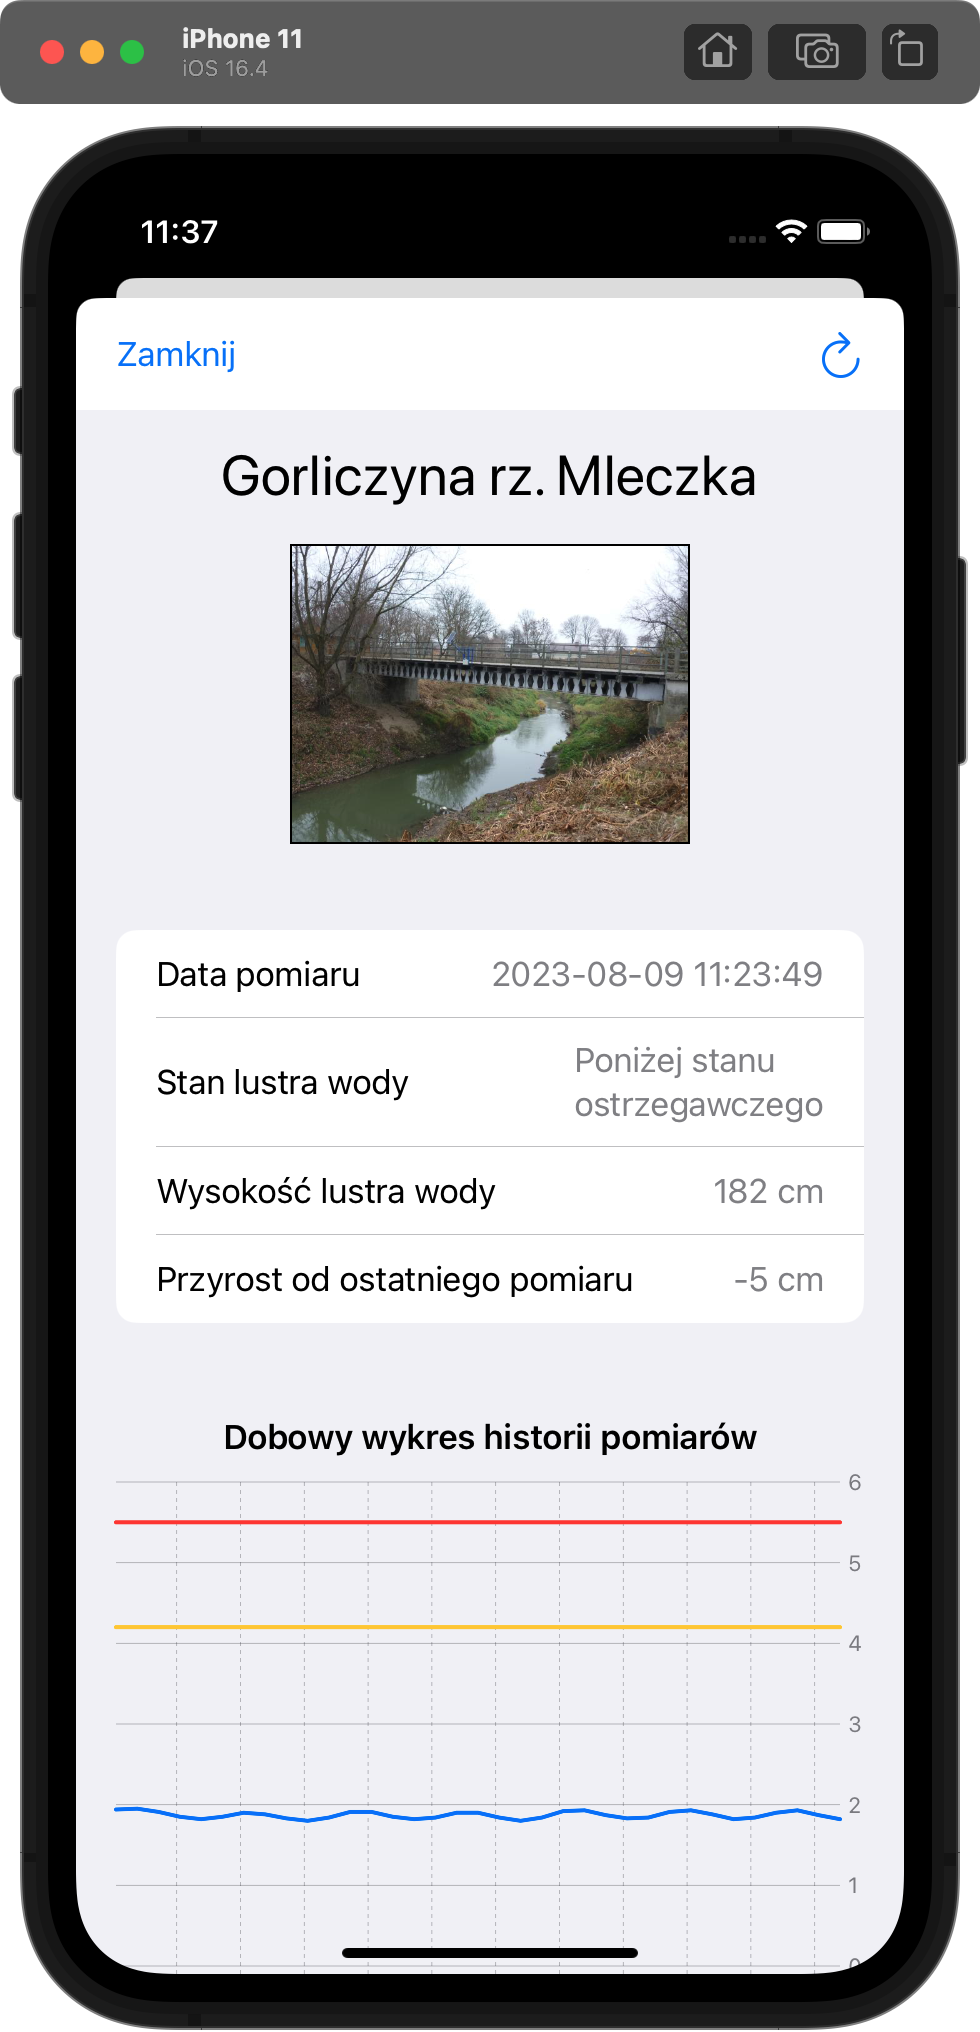 iPhone 11
iOS 16.4
11:37
Zamknij
Gorliczyna rz. Mleczka
Data pomiaru 2023-08-09 11:23:49
Stan lustra wody Poniżej stanu
ostrzegawczego
Wysokość lustra wody 182 cm
Przyrost od ostatniego pomiaru -5 cm
Dobowy wykres historii pomiarów
6
5
4
3
2
1
0